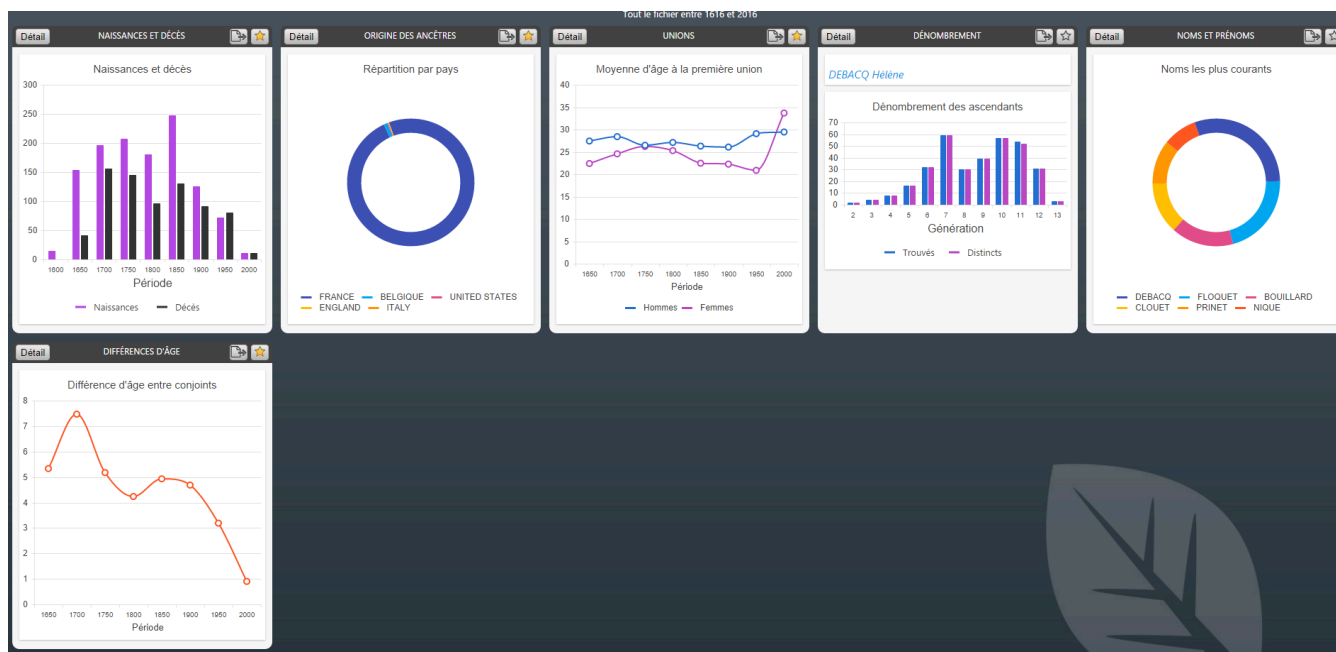 Tout le fichier entre 1616 et 2016
Détail NAISSANCES ET DÉCÈS
Naissances et décès
300
250
200
150
100
50
0
1600 1650 1700 1750 1800 1850 1900 1950 2000
Période
Naissances Décès
Détail ORIGINE DES ANCÊTRES
Répartition par pays
FRANCE BELGIQUE UNITED STATES
ENGLAND ITALY
Détail UNIONS
Moyenne d'âge à la première union
40
35
30
25
20
15
10
5
0
1650 1700 1750 1800 1850 1900 1950 2000
Période
Hommes Femmes
Détail DÉNOMBREMENT
DEBACQ Hélène
Dénombrement des ascendants
70
60
50
40
30
20
10
0
2 3 4 5 6 7 8 9 10 11 12 13
Génération
Trouvés Distincts
Détail NOMS ET PRÉNOMS
Noms les plus courants
DEBACQ FLOQUET BOUILLARD
CLOUET PRINET NIQUE
Détail DIFFÉRENCES D'ÂGE
Différence d'âge entre conjoints
8
7
6
5
4
3
2
1
0
1650 1700 1750 1800 1850 1900 1950 2000
Période